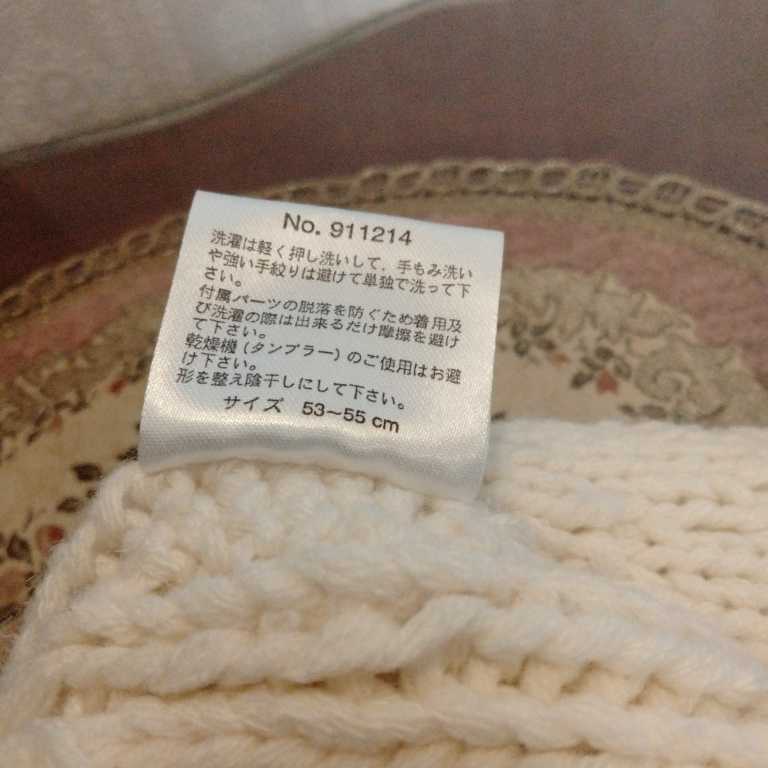 No. 911214
洗濯は軽く押し洗いして、手もみ洗い
や強い手絞りは避けて単独で洗って下
さい。
付属パーツの脱落を防ぐため着用及
び洗濯の際は出来るだけ摩擦を避け
て下さい。
乾燥機(タンブラー)のご使用はお避
け下さい。
形を整え陰干しにして下さい。
サイズ 53～55 cm